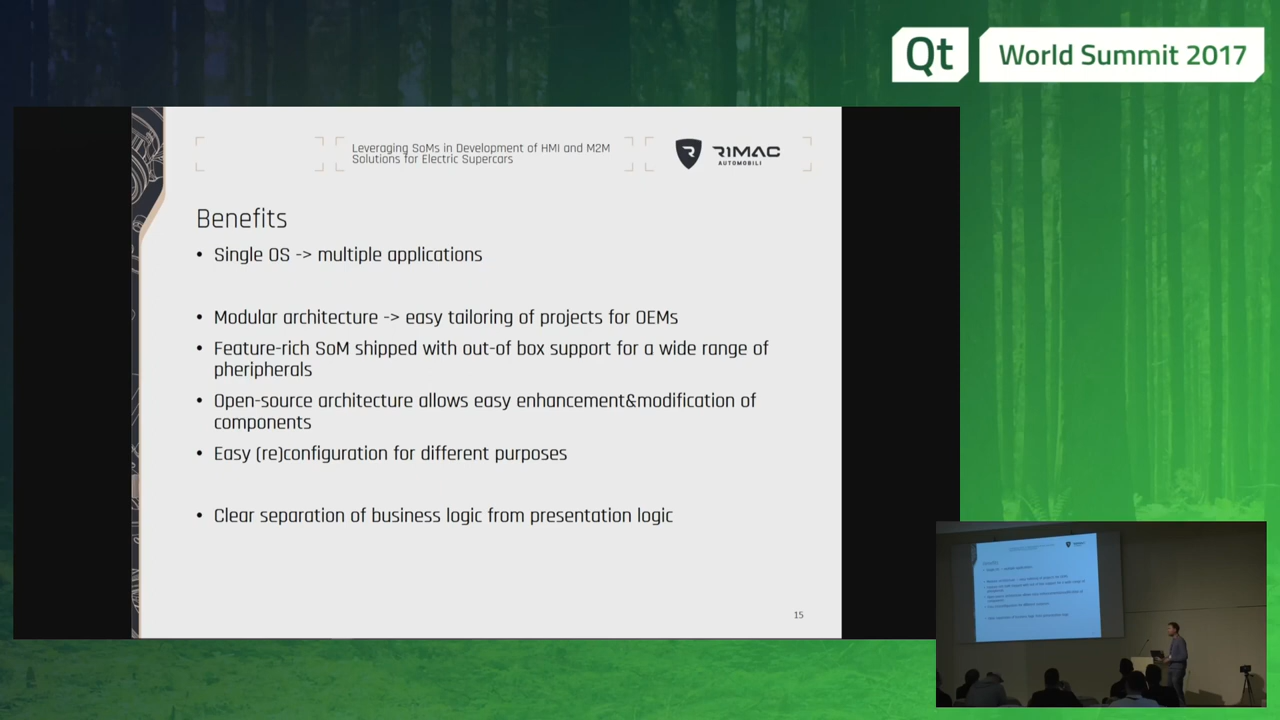 Qt World Summit 2017
Leveraging SoMs in Development of HMI and M2M
Solutions for Electric Supercars
RIMAC
AUTOMOBILI
Benefits
• Single OS -> multiple applications
• Modular architecture -> easy tailoring of projects for OEMs
• Feature-rich SoM shipped with out-of box support for a wide range of
pheripherals
• Open-source architecture allows easy enhancement&modification of
components
• Easy (re)configuration for different purposes
• Clear separation of business logic from presentation logic
15